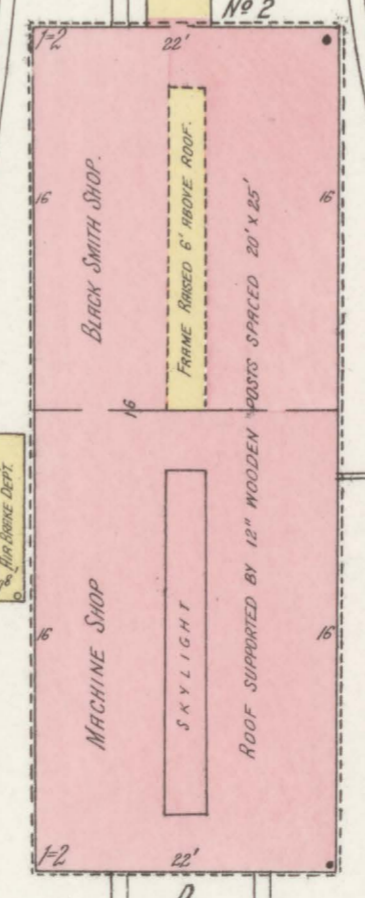 Nº 2
1=2
22'
16
16
BLACK SMITH SHOP.
FRAME RAISED 6' ABOVE ROOF.
ROOF SUPPORTED BY 12" WOODEN POSTS SPACED 20' X 25'
16
AIR BRAKE DEPT.
MACHINE SHOP
SKYLIGHT
16
16
1=2
22'